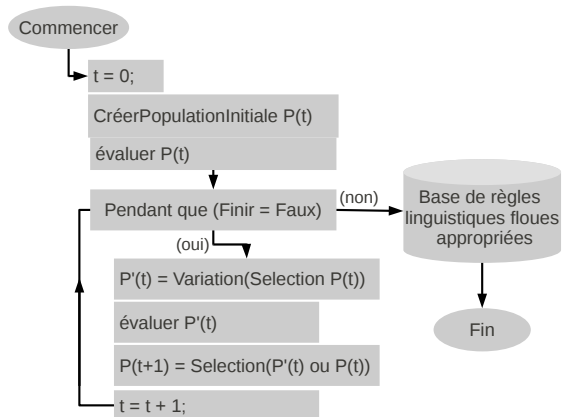 Commencer
t = 0;
CréerPopulationInitiale P(t)
évaluer P(t)
Pendant que (Finir = Faux)
(non)
Base de règles
linguistiques floues
appropriées
(oui)
P'(t) = Variation(Selection P(t))
évaluer P'(t)
P(t+1) = Selection(P'(t) ou P(t))
t = t + 1;
Fin